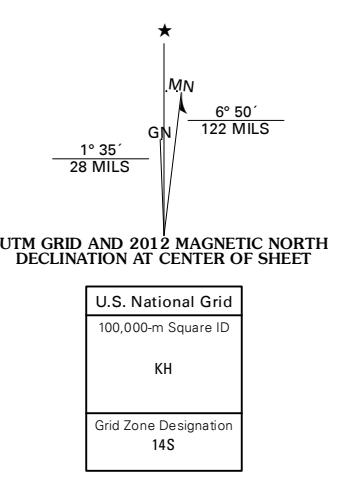 ★
MN
6° 50´
122 MILS
GN
1° 35´
28 MILS
UTM GRID AND 2012 MAGNETIC NORTH
DECLINATION AT CENTER OF SHEET
U.S. National Grid
100,000-m Square ID
KH
Grid Zone Designation
14S